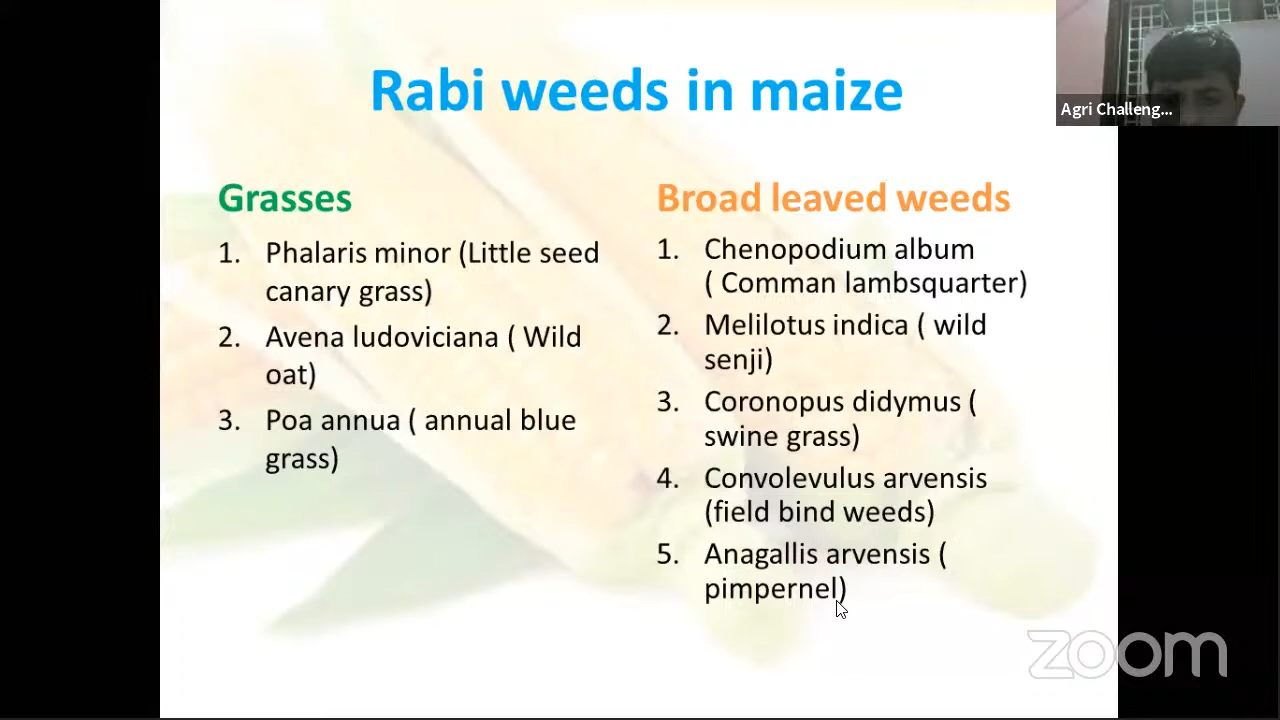 Rabi weeds in maize
Agri Challeng...
Grasses
1. Phalaris minor (Little seed
canary grass)
2. Avena ludoviciana ( Wild
oat)
3. Poa annua ( annual blue
grass)
Broad leaved weeds
1. Chenopodium album
( Comman lambsquarter)
2. Melilotus indica ( wild
senji)
3. Coronopus didymus (
swine grass)
4. Convolevulus arvensis
(field bind weeds)
5. Anagallis arvensis (
pimpernel)
zoom